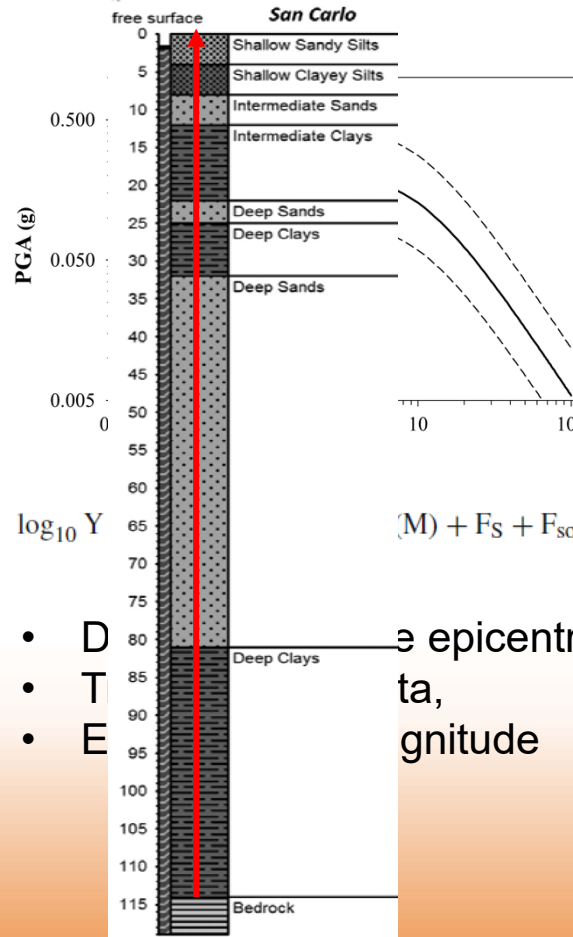 free surface
San Carlo
0
Shallow Sandy Silts
5
Shallow Clayey Silts
10
Intermediate Sands
15
Intermediate Clays
20
Deep Sands
25
Deep Clays
30
Deep Sands
35
40
45
50
55
60
65
70
75
80
Deep Clays
85
90
95
100
105
110
115
Bedrock
PGA (g)
0.500
0.050
0.005
0
10
10
log10 Y
(M) + FS + Fso
• D
e epicentr
• T
ta,
• E
gnitude